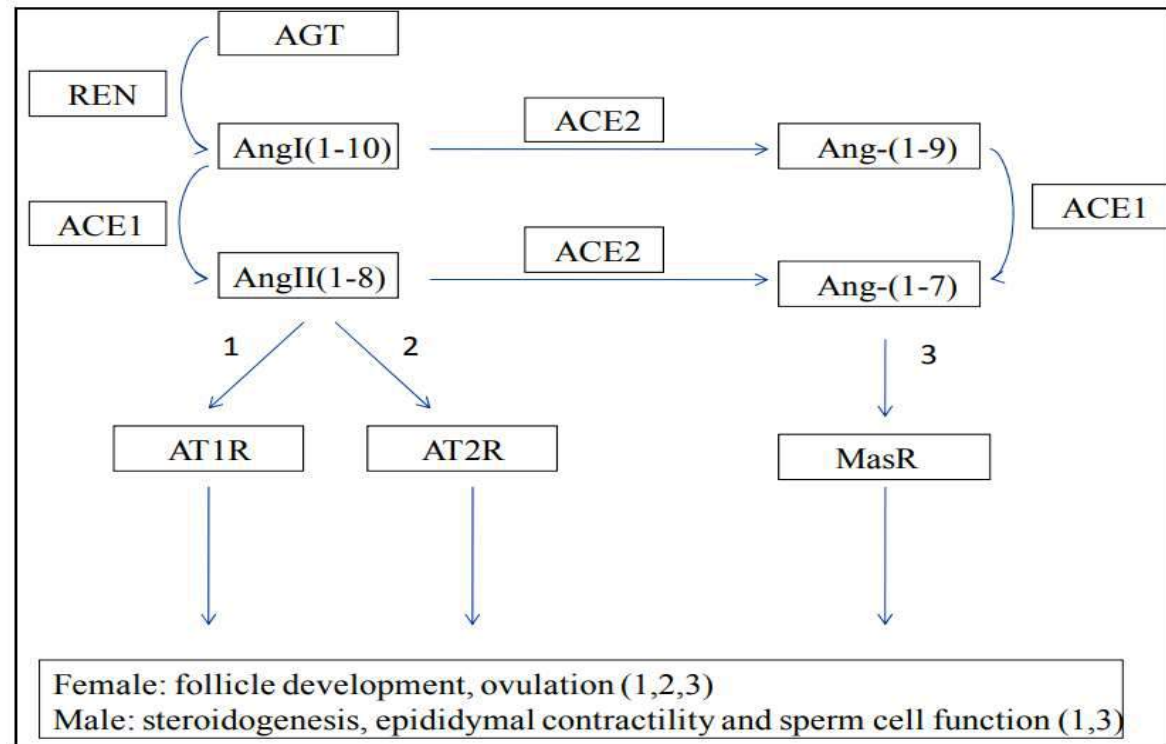 AGT
REN
ACE2
AngI(1-10)
Ang-(1-9)
ACE1
ACE1
ACE2
AngII(1-8)
Ang-(1-7)
1
2
3
AT1R
AT2R
MasR
Female: follicle development, ovulation (1,2,3)
Male: steroidogenesis, epididymal contractility and sperm cell function (1,3)